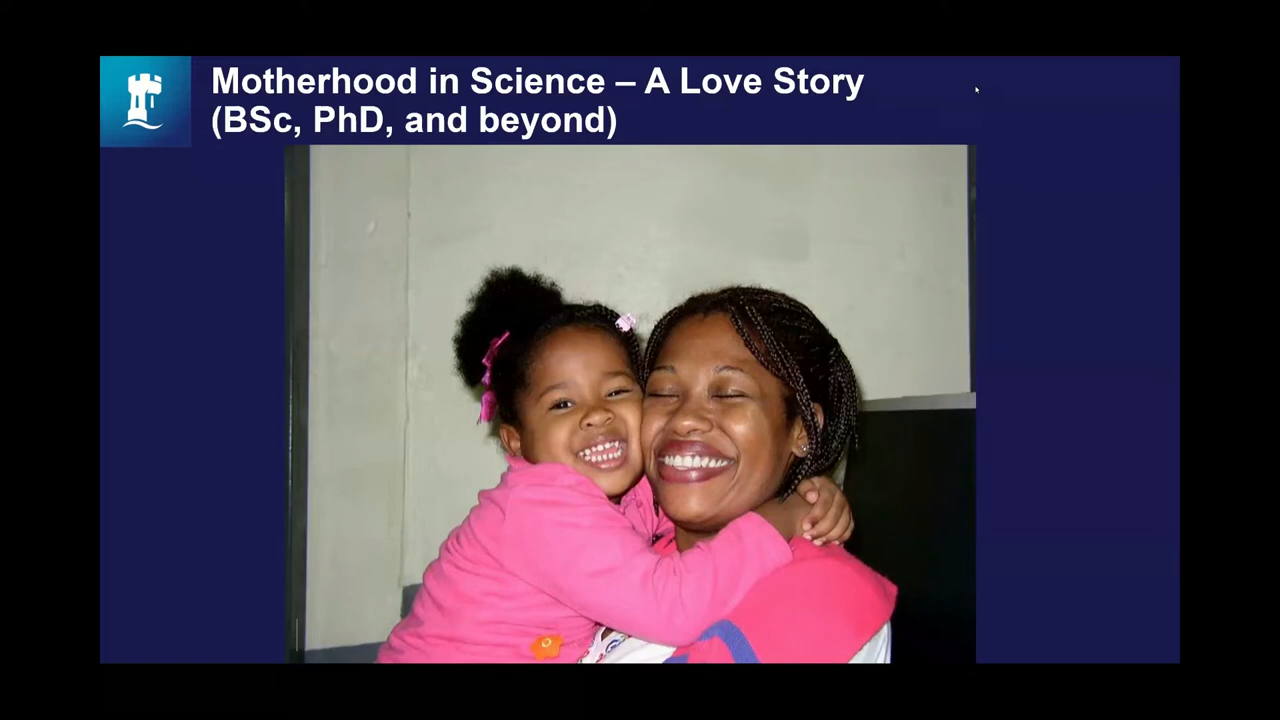 Motherhood in Science – A Love Story
(BSc, PhD, and beyond)